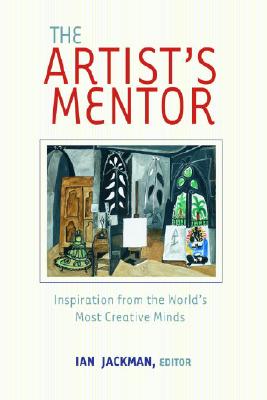 THE
ARTIST'S
MENTOR
Inspiration from the World's
Most Creative Minds
IAN JACKMAN, EDITOR